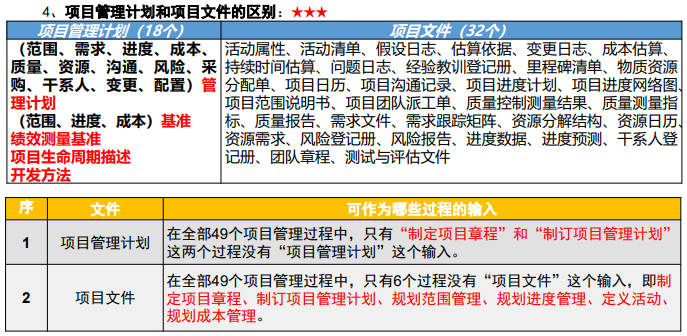 4、项目管理计划和项目文件的区别：★★★
项目管理计划（18个）
项目文件（32个）
（范围、需求、进度、成本、
质量、资源、沟通、风险、采
购、干系人、变更、配置）管
理计划
（范围、进度、成本）基准
绩效测量基准
项目生命周期描述
开发方法
活动属性、活动清单、假设日志、估算依据、变更日志、成本估算、
持续时间估算、问题日志、经验教训登记册、里程碑清单、物质资源
分配单、项目日历、项目沟通记录、项目进度计划、项目进度网络图、
项目范围说明书、项目团队派工单、质量控制测量结果、质量测量指
标、质量报告、需求文件、需求跟踪矩阵、资源分解结构、资源日历、
资源需求、风险登记册、风险报告、进度数据、进度预测、干系人登
记册、团队章程、测试与评估文件
序 文件 可作为哪些过程的输入
1 项目管理计划
在全部49个项目管理过程中，只有“制定项目章程”和“制订项目管理计划”
这两个过程没有“项目管理计划”这个输入。
2 项目文件
在全部49个项目管理过程中，只有6个过程没有“项目文件”这个输入，即制
定项目章程、制订项目管理计划、规划范围管理、规划进度管理、定义活动、
规划成本管理。